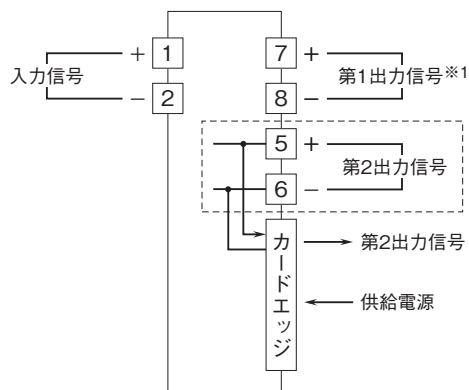 + 1
入力信号
− 2
7 +
第1出力信号※1
8 −
5 +
第2出力信号
6 −
カードエッジ
第2出力信号
供給電源